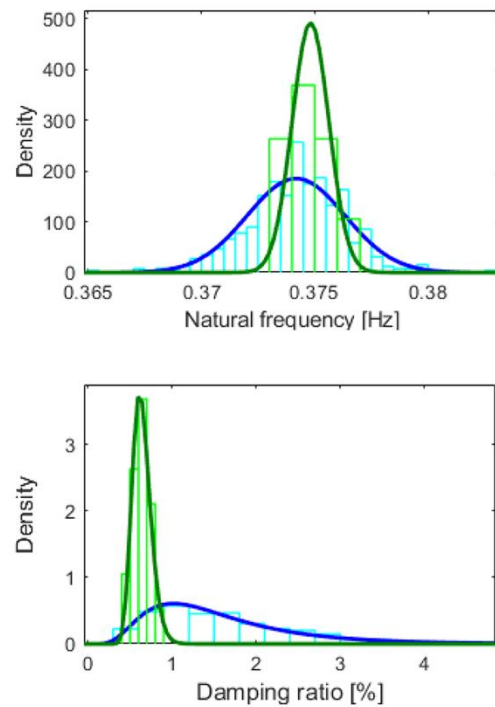 500
400
300
200
100
0
Density
0.365 0.37 0.375 0.38
Natural frequency [Hz]
3
2
1
0
Density
0 1 2 3 4
Damping ratio [%]